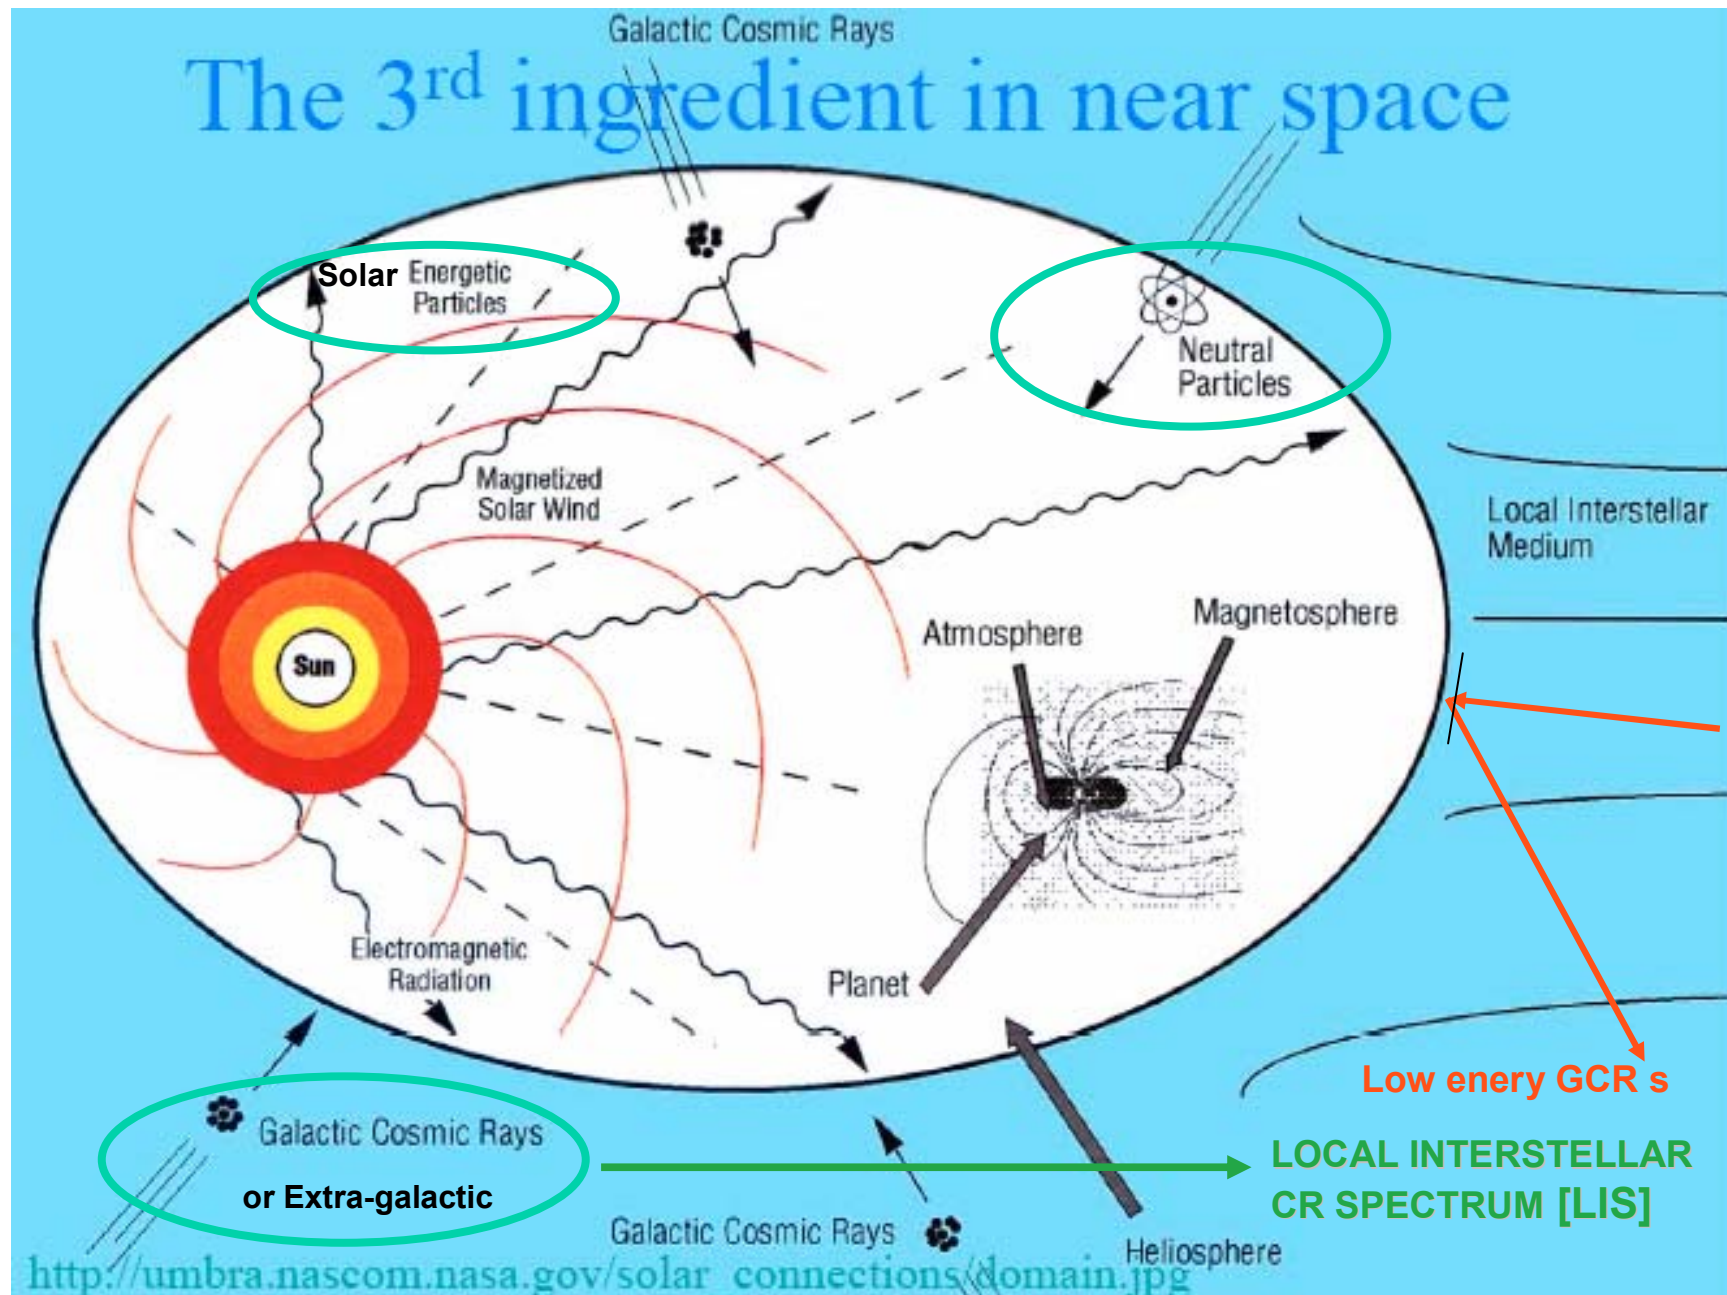 Galactic Cosmic Rays
The 3rd ingredient in near space
Solar Energetic
Particles
Neutral
Particles
Magnetized
Solar Wind
Local Interstellar
Medium
Magnetosphere
Atmosphere
Sun
Electromagnetic
Radiation
Planet
Low enery GCR s
Galactic Cosmic Rays
or Extra-galactic
LOCAL INTERSTELLAR
CR SPECTRUM [LIS]
Galactic Cosmic Rays
Heliosphere
http://umbra.nascom.nasa.gov/solar_connections/domain.jpg